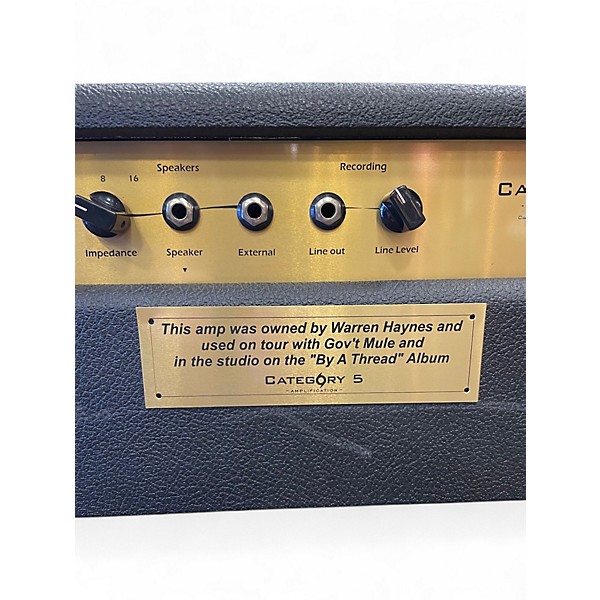 Speakers Recording
8 16
CA
Impedance Speaker External Line out Line Level
This amp was owned by Warren Haynes and
used on tour with Gov't Mule and
in the studio on the "By A Thread" Album
CATEGORY 5
AMPLIFICATION